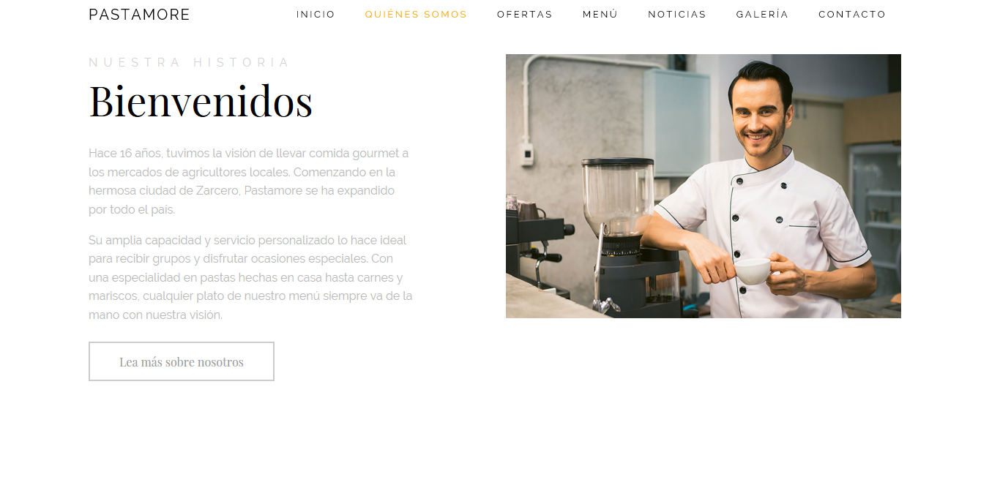 PASTAMORE
INICIO QUIÉNES SOMOS OFERTAS MENÚ NOTICIAS GALERÍA CONTACTO
NUESTRA HISTORIA
Bienvenidos
Hace 16 años, tuvimos la visión de llevar comida gourmet a
los mercados de agricultores locales. Comenzando en la
hermosa ciudad de Zarcero, Pastamore se ha expandido
por todo el país.
Su amplia capacidad y servicio personalizado lo hace ideal
para recibir grupos y disfrutar ocasiones especiales. Con
una especialidad en pastas hechas en casa hasta carnes y
mariscos, cualquier plato de nuestro menú siempre va de la
mano con nuestra visión.
Lea más sobre nosotros